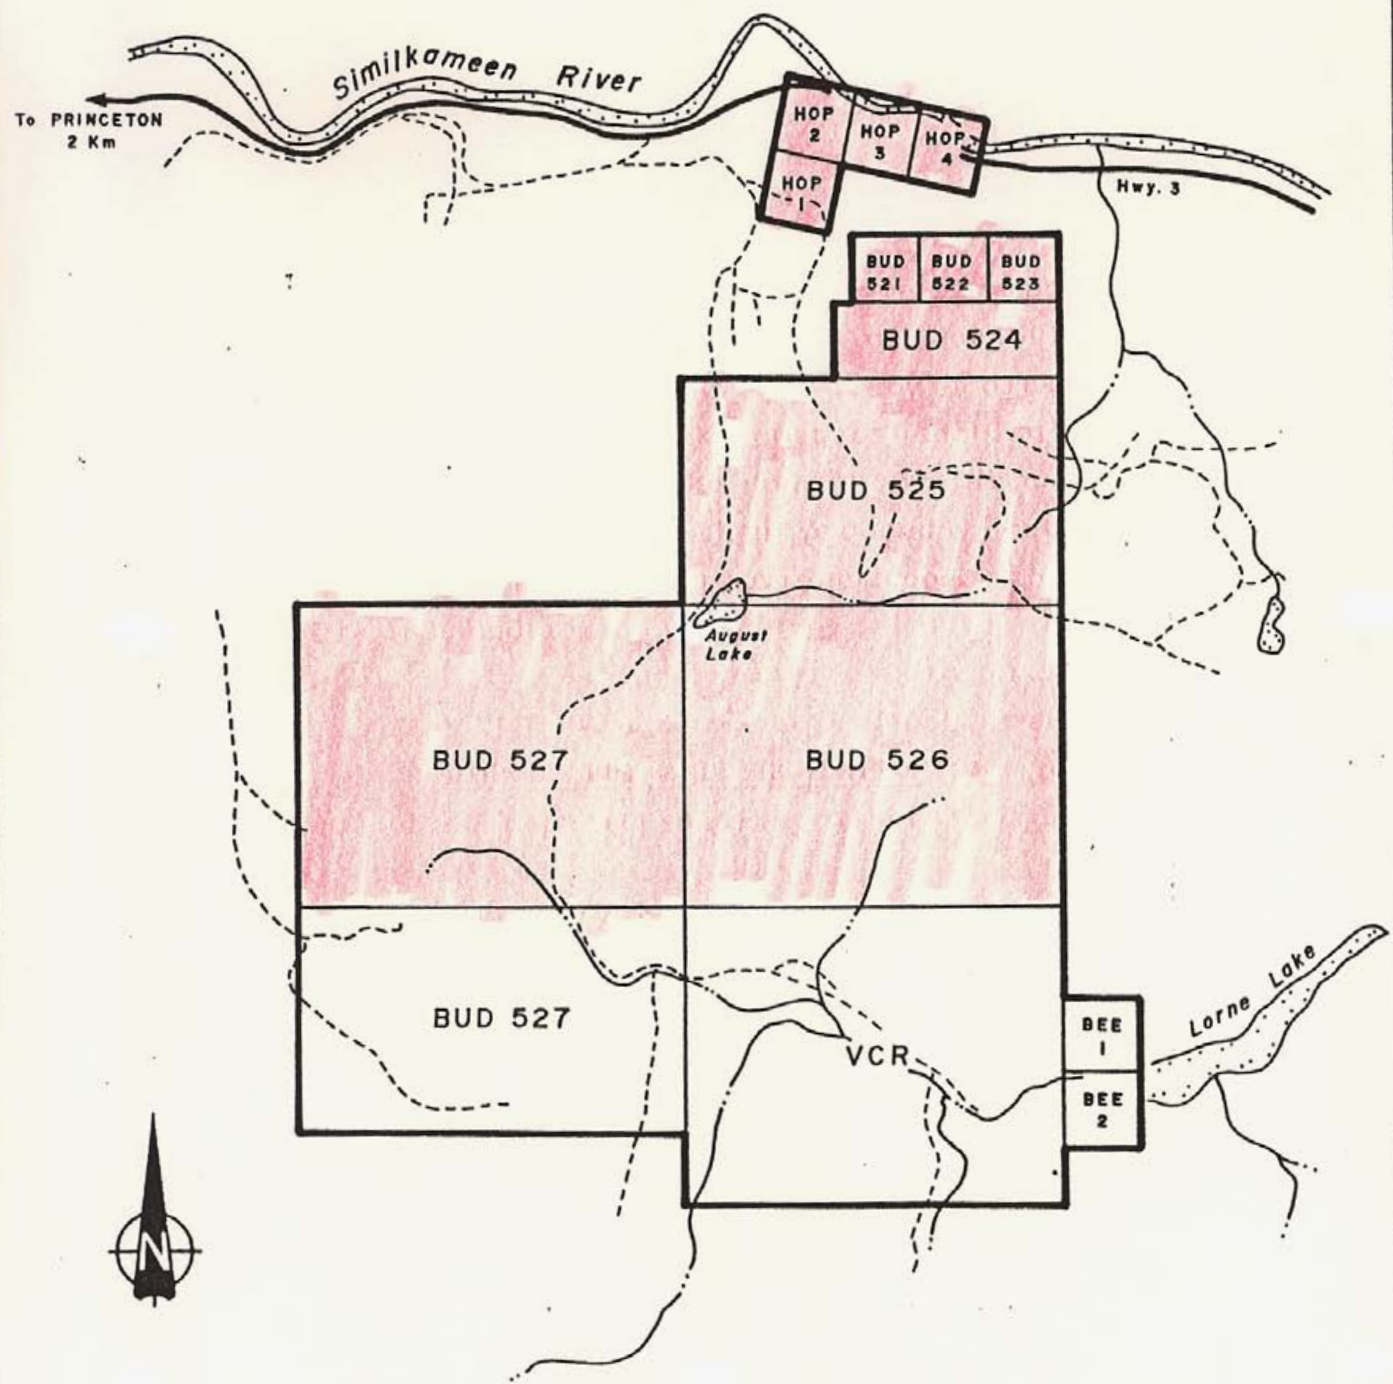 Similkameen River
To PRINCETON
2 Km
HOP
2
HOP
3
HOP
4
HOP
1
Hwy. 3
BUD
521
BUD
522
BUD
523
BUD 524
BUD 525
August
Lake
BUD 527
BUD 526
BUD 527
VCR
BEE
1
BEE
2
Lorne Lake
N